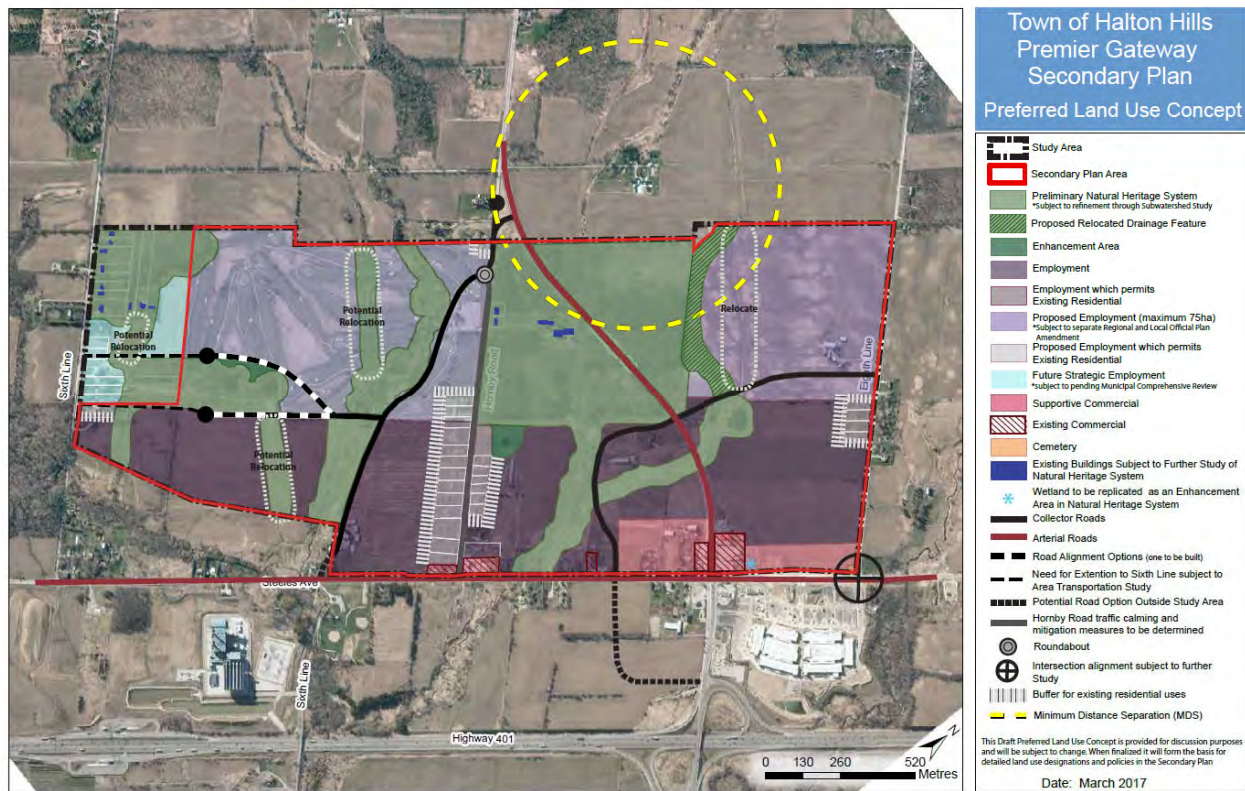 Town of Halton Hills
Premier Gateway
Secondary Plan
Preferred Land Use Concept
Study Area
Secondary Plan Area
Preliminary Natural Heritage System
*Subject to refinement through Subwatershed Study
Proposed Relocated Drainage Feature
Enhancement Area
Employment
Employment which permits
Existing Residential
Proposed Employment (maximum 75ha)
*Subject to separate Regional and Local Official Plan
Amendment
Proposed Employment which permits
Existing Residential
Future Strategic Employment
*subject to pending Municipal Comprehensive Review
Supportive Commercial
Existing Commercial
Cemetery
Existing Buildings Subject to Further Study of
Natural Heritage System
Wetland to be replicated as an Enhancement
Area in Natural Heritage System
Collector Roads
Arterial Roads
Road Alignment Options (one to be built)
Need for Extention to Sixth Line subject to
Area Transportation Study
Potential Road Option Outside Study Area
Hornby Road traffic calming and
mitigation measures to be determined
Roundabout
Intersection alignment subject to further
Study
Buffer for existing residential uses
Minimum Distance Separation (MDS)
This Draft Preferred Land Use Concept is provided for discussion purposes
and will be subject to change. When finalized it will form the basis for
detailed land use designations and policies in the Secondary Plan
Date: March 2017
Potential
Relocation
Relocate
Potential
Relocation
Sixth Line
Hornby Road
Eighth Line
Potential
Relocation
Steeles Ave
Sixth Line
Highway 401
N
0 130 260 520
Metres